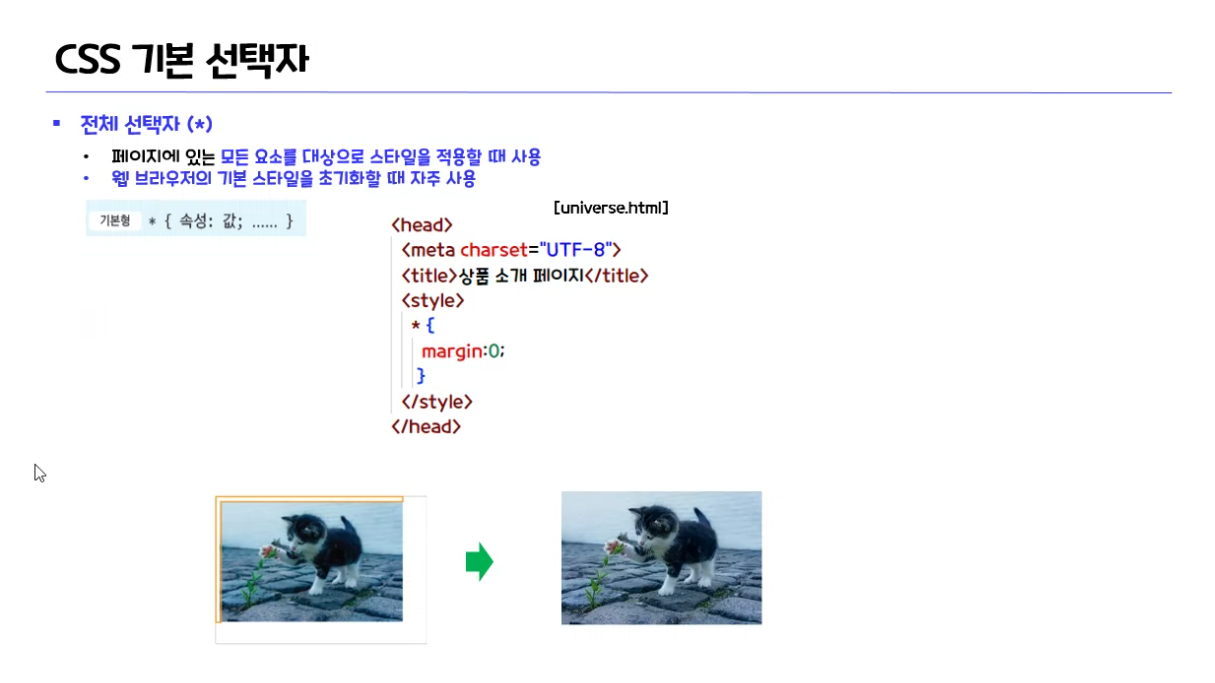 CSS 기본 선택자
▪ 전체 선택자 (*)
• 페이지에 있는 모든 요소를 대상으로 스타일을 적용할 때 사용
• 웹 브라우저의 기본 스타일을 초기화할 때 자주 사용
기본형 * { 속성: 값; ...... }
[universe.html]
<head>
<meta charset="UTF-8">
<title>상품 소개 페이지</title>
<style>
* {
margin:0;
}
</style>
</head>